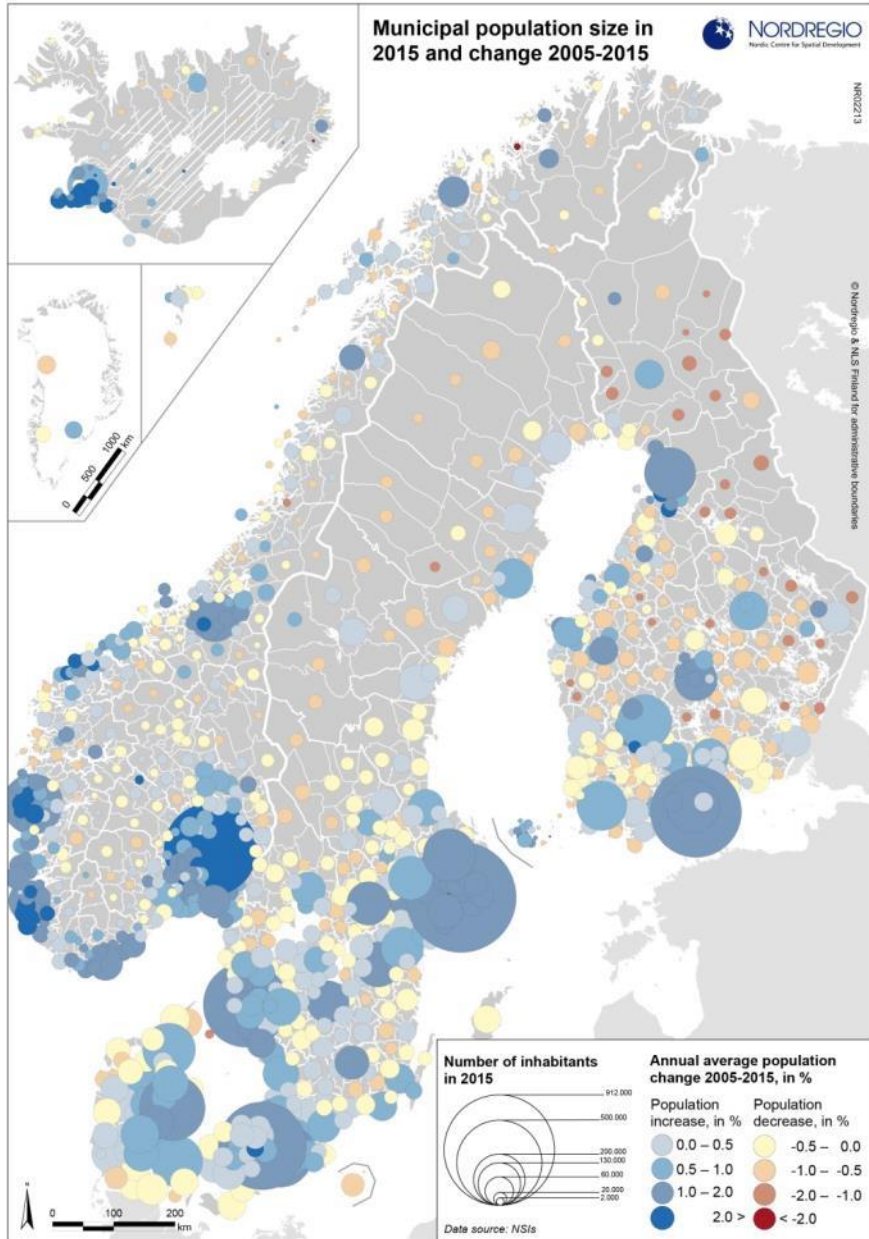 Municipal population size in
2015 and change 2005-2015
NORDREGIO
Nordic Centre for Spatial Development
NR02213
© Nordregio & NLS Finland for administrative boundaries
0 500 1000
km
Number of inhabitants
in 2015
912.000
500.000
200.000
130.000
60.000
20.000
2.000
Data source: NSIs
Annual average population
change 2005-2015, in %
Population
increase, in %
0.0 – 0.5
0.5 – 1.0
1.0 – 2.0
2.0 >
Population
decrease, in %
-0.5 – 0.0
-1.0 – -0.5
-2.0 – -1.0
< -2.0
N
0 100 200
km